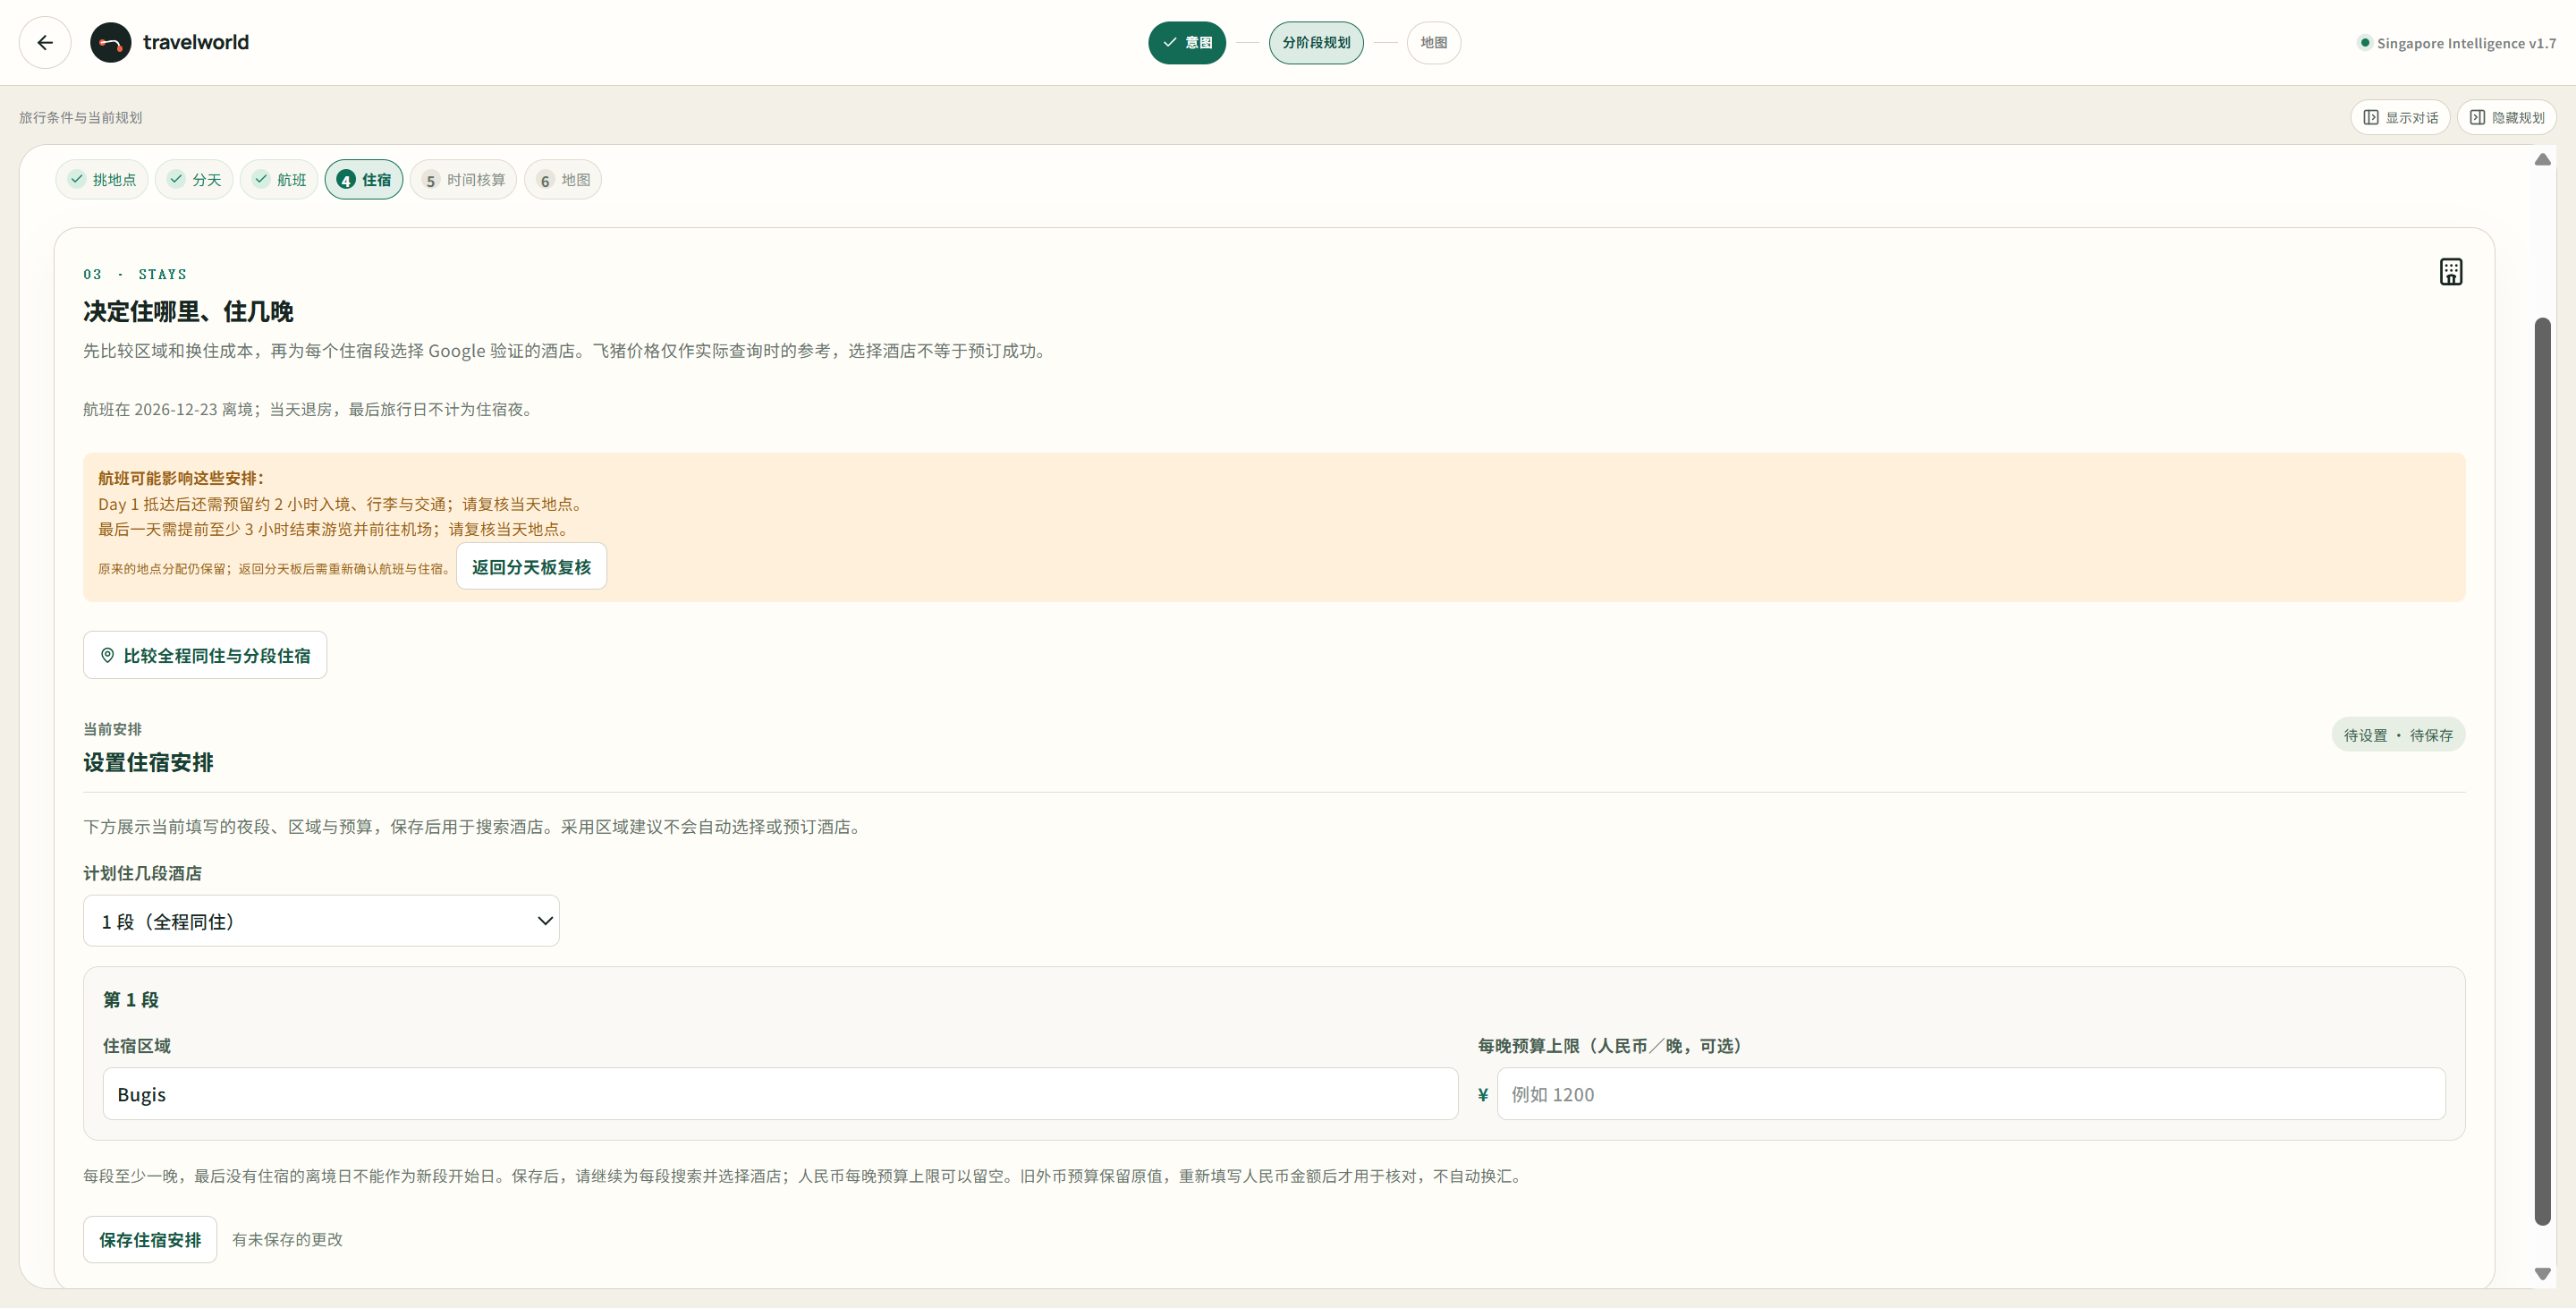 travelworld
意图
分阶段规划
地图
Singapore Intelligence v1.7
旅行条件与当前规划
显示对话
隐藏规划
挑地点
分天
航班
4 住宿
5 时间核算
6 地图
03 · STAYS
决定住哪里、住几晚
先比较区域和换住成本，再为每个住宿段选择 Google 验证的酒店。飞猪价格仅作实际查询时的参考，选择酒店不等于预订成功。
航班在 2026-12-23 离境；当天退房，最后旅行日不计为住宿夜。
航班可能影响这些安排：
Day 1 抵达后还需预留约 2 小时入境、行李与交通；请复核当天地点。
最后一天需提前至少 3 小时结束游览并前往机场；请复核当天地点。
原来的地点分配仍保留；返回分天板后需重新确认航班与住宿。 返回分天板复核
比较全程同住与分段住宿
当前安排
设置住宿安排
待设置 · 待保存
下方展示当前填写的夜段、区域与预算，保存后用于搜索酒店。采用区域建议不会自动选择或预订酒店。
计划住几段酒店
1 段（全程同住）
第 1 段
住宿区域
每晚预算上限（人民币／晚，可选）
Bugis
¥ 例如 1200
每段至少一晚，最后没有住宿的离境日不能作为新段开始日。保存后，请继续为每段搜索并选择酒店；人民币每晚预算上限可以留空。旧外币预算保留原值，重新填写人民币金额后才用于核对，不自动换汇。
保存住宿安排 有未保存的更改